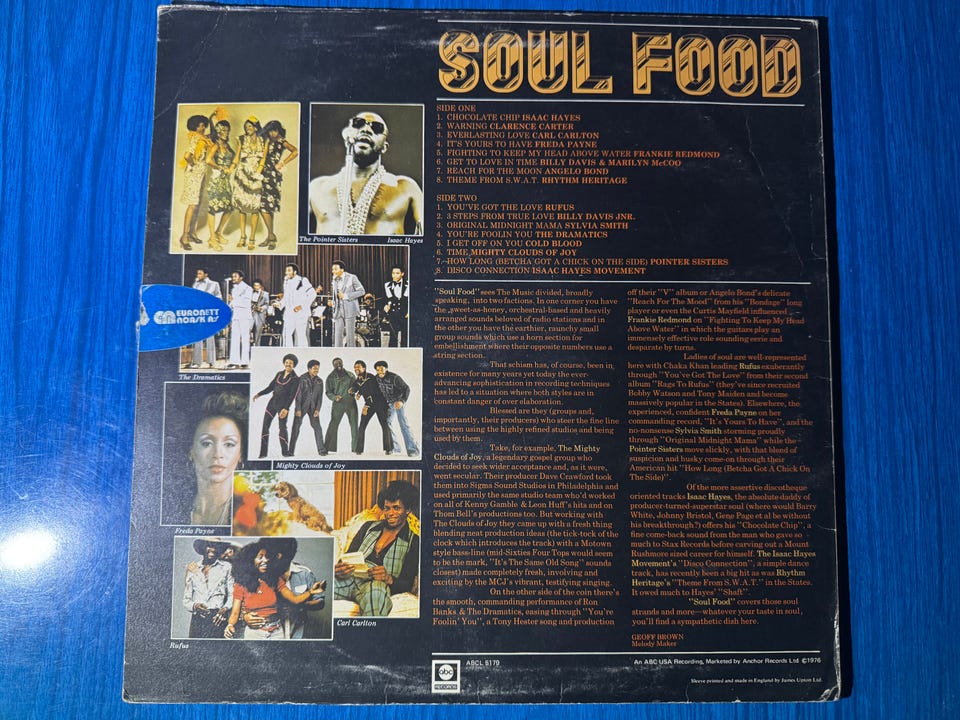 SOUL FOOD
SIDE ONE
1. CHOCOLATE CHIP ISAAC HAYES
2. WARNING CLARENCE CARTER
3. EVERLASTING LOVE CARL CARLTON
4. IT'S YOURS TO HAVE FREDA PAYNE
5. FIGHTING TO KEEP MY HEAD ABOVE WATER FRANKIE REDMOND
6. GET TO LOVE IN TIME BILLY DAVIS & MARILYN McCOO
7. REACH FOR THE MOON ANGELO BOND
8. THEME FROM S.W.A.T. RHYTHM HERITAGE
SIDE TWO
1. YOU'VE GOT THE LOVE RUFUS
2. 3 STEPS FROM TRUE LOVE BILLY DAVIS JNR.
3. ORIGINAL MIDNIGHT MAMA SYLVIA SMITH
4. YOU'RE FOOLIN YOU THE DRAMATICS
5. I GET OFF ON YOU COLD BLOOD
6. TIME MIGHTY CLOUDS OF JOY
7. HOW LONG (BETCHA GOT A CHICK ON THE SIDE) POINTER SISTERS
8. DISCO CONNECTION ISAAC HAYES MOVEMENT
The Pointer Sisters
Isaac Hayes
EURONETT
NORSK A/S
The Dramatics
Mighty Clouds of Joy
Freda Payne
Carl Carlton
Rufus
"Soul Food" sees The Music divided, broadly
speaking, into two factions. In one corner you have
the sweet-as-honey, orchestral-based and heavily
arranged sounds beloved of radio stations and in
the other you have the earthier, raunchy small
group sounds which use a horn section for
embellishment where their opposite numbers use a
string section.
That schism has, of course, been in
existence for many years yet today the ever-
advancing sophistication in recording techniques
has led to a situation where both styles are in
constant danger of over elaboration.
Blessed are they (groups and,
importantly, their producers) who steer the fine line
between using the highly refined studios and being
used by them.
Take, for example, The Mighty
Clouds of Joy, a legendary gospel group who
decided to seek wider acceptance and, as it were,
went secular. Their producer Dave Crawford took
them into Sigma Sound Studios in Philadelphia and
used primarily the same studio team who'd worked
on all of Kenny Gamble & Leon Huff's hits and on
Thom Bell's productions too. But working with
The Clouds of Joy they came up with a fresh thing
blending neat production ideas (the tick-tock of the
clock which introduces the track) with a Motown
style bass-line (mid-Sixties Four Tops would seem
to be the mark, "It's The Same Old Song" sounds
closest) made completely fresh, involving and
exciting by the MCJ's vibrant, testifying singing.
On the other side of the coin there's
the smooth, commanding performance of Ron
Banks & The Dramatics, easing through "You're
Foolin' You", a Tony Hester song and production
off their "V" album or Angelo Bond's delicate
"Reach For The Mood" from his "Bondage" long
player or even the Curtis Mayfield influenced
Frankie Redmond on "Fighting To Keep My Head
Above Water" in which the guitars play an
immensely effective role sounding eerie and
desparate by turns.
Ladies of soul are well-represented
here with Chaka Khan leading Rufus exuberantly
through "You've Got The Love" from their second
album "Rags To Rufus" (they've since recruited
Bobby Watson and Tony Maiden and become
massively popular in the States). Elsewhere, the
experienced, confident Freda Payne on her
commanding record, "It's Yours To Have", and the
no-nonsense Sylvia Smith storming proudly
through "Original Midnight Mama" while the
Pointer Sisters move slickly, with that blend of
suspicion and husky come-on through their
American hit "How Long (Betcha Got A Chick On
The Side)".
Of the more assertive discotheque
oriented tracks Isaac Hayes, the absolute daddy of
producer-turned-superstar soul (where would Barry
White, Johnny Bristol, Gene Page et al be without
his breakthrough?) offers his "Chocolate Chip", a
fine come-back sound from the man who gave so
much to Stax Records before carving out a Mount
Rushmore sized career for himself. The Isaac Hayes
Movement's "Disco Connection", a simple dance
track, has recently been a big hit as was Rhythm
Heritage's "Theme From S.W.A.T." in the States.
It owed much to Hayes' "Shaft".
"Soul Food" covers those soul
strands and more—whatever your taste in soul,
you'll find a sympathetic dish here.
GEOFF BROWN
Melody Maker
abc
RECORDS
ABCL 5179
An ABC USA Recording, Marketed by Anchor Records Ltd ©1976
Sleeve printed and made in England by James Upton Ltd.